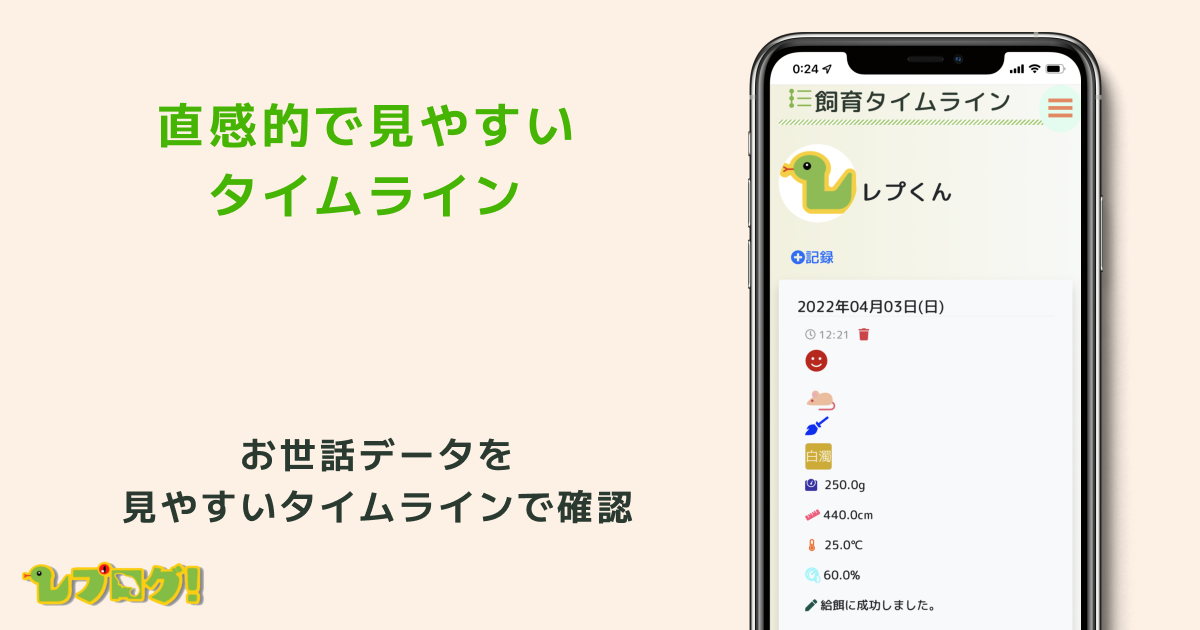 直感的で見やすい
タイムライン
お世話データを
見やすいタイムラインで確認
レプログ!
0:24
飼育タイムライン
レプくん
記録
2022年04月03日(日)
12:21
白濁
250.0g
440.0cm
25.0℃
60.0%
給餌に成功しました。